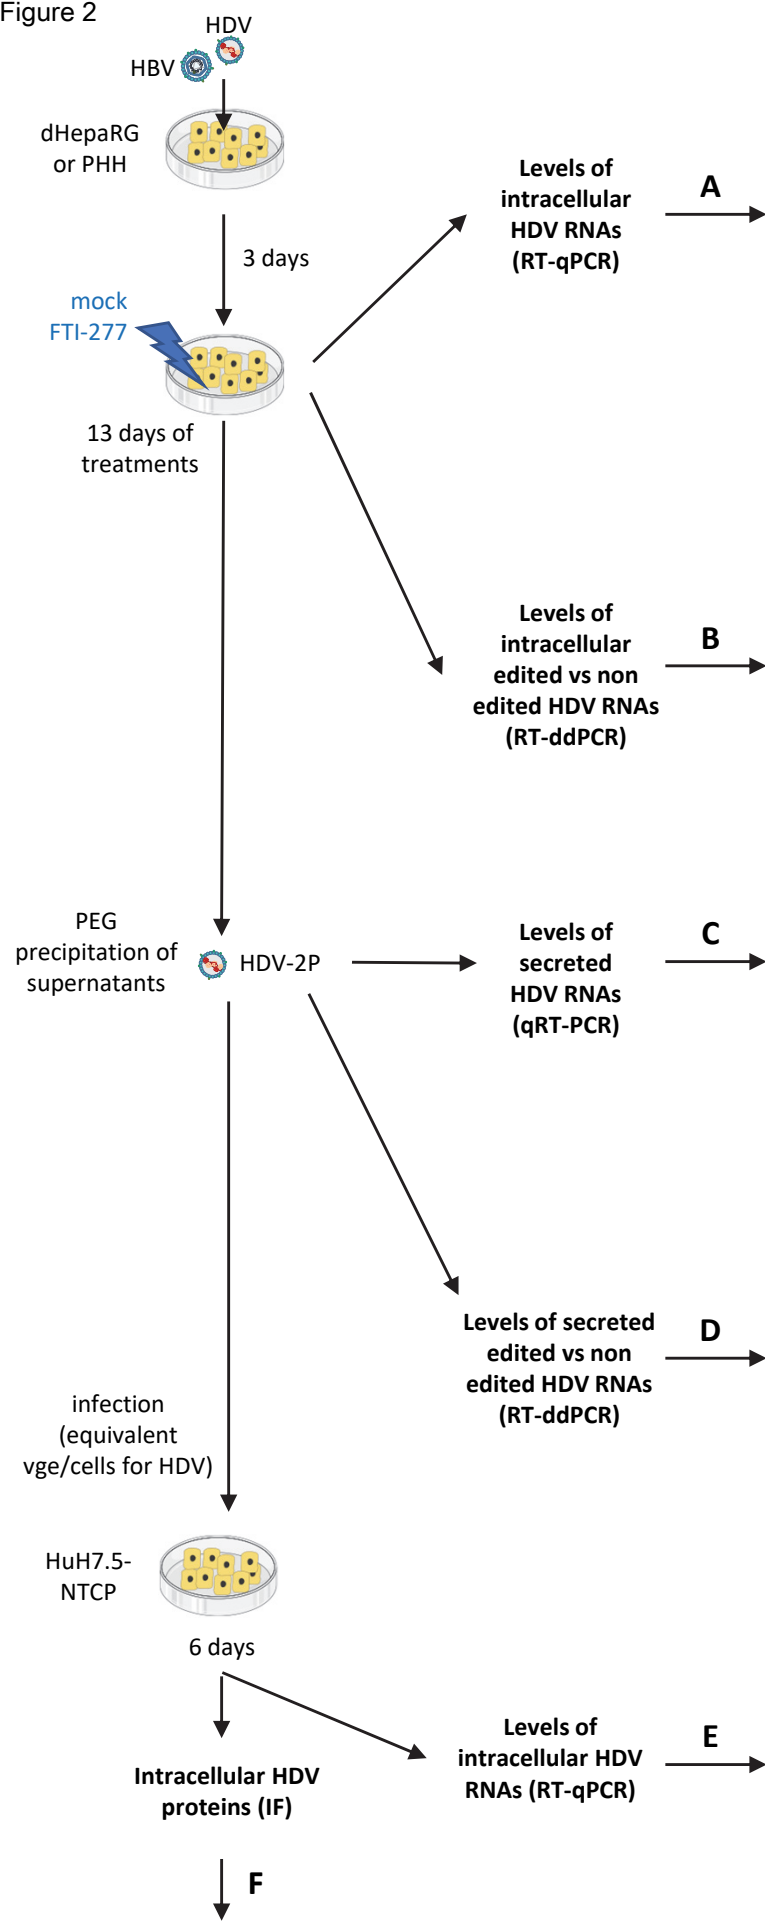 Figure 2
HDV
HBV
dHepaRG
or PHH
3 days
mock
FTI-277
13 days of
treatments
Levels of
intracellular
HDV RNAs
(RT-qPCR)
A
Levels of
intracellular
edited vs non
edited HDV RNAs
(RT-ddPCR)
B
PEG
precipitation of
supernatants
HDV-2P
Levels of
secreted
HDV RNAs
(qRT-PCR)
C
Levels of secreted
edited vs non
edited HDV RNAs
(RT-ddPCR)
D
infection
(equivalent
vge/cells for HDV)
HuH7.5-
NTCP
6 days
Levels of
intracellular HDV
RNAs (RT-qPCR)
E
Intracellular HDV
proteins (IF)
F